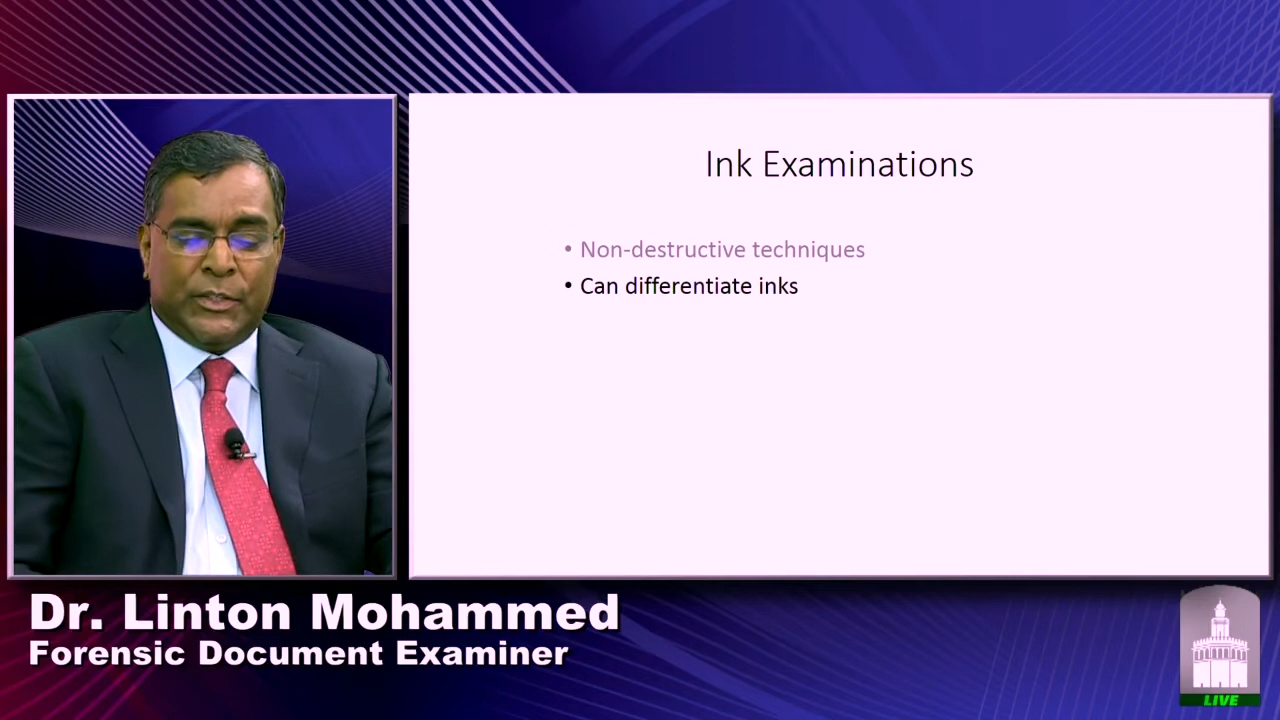 Ink Examinations
• Non-destructive techniques
• Can differentiate inks
Dr. Linton Mohammed
Forensic Document Examiner
LIVE